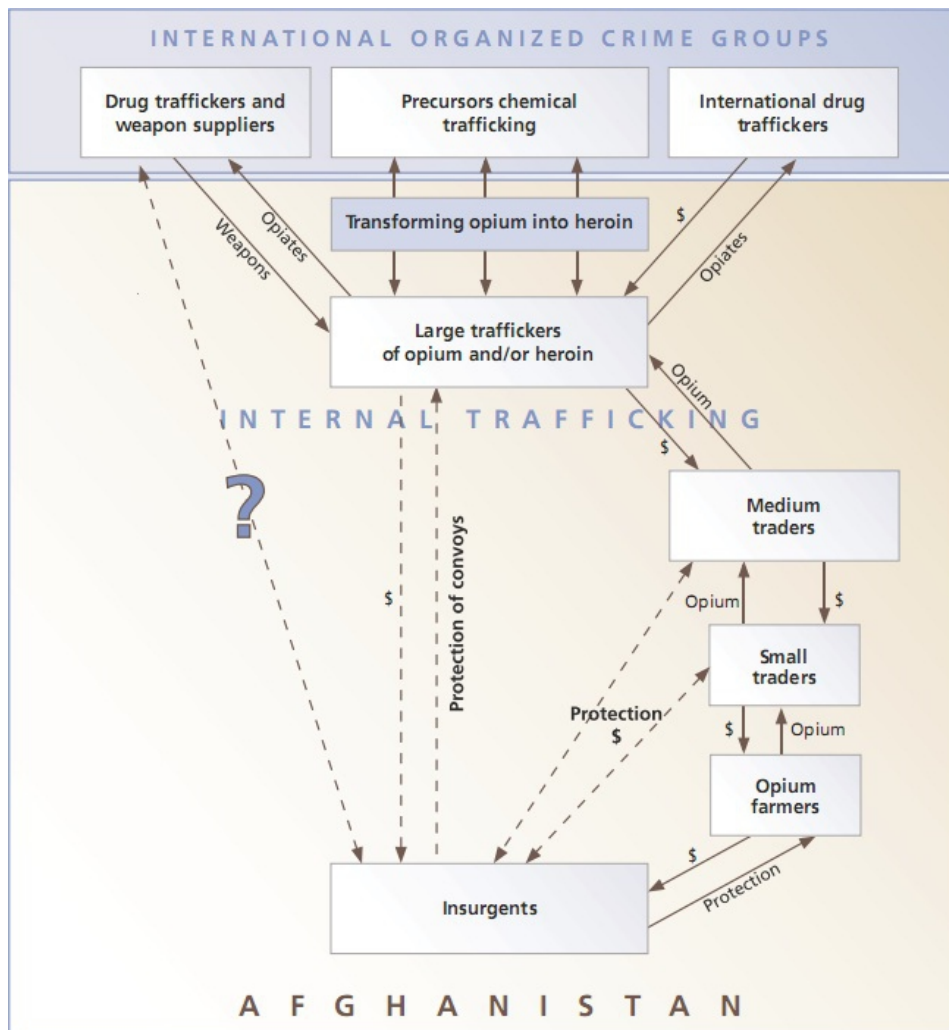 INTERNATIONAL ORGANIZED CRIME GROUPS
Drug traffickers and
weapon suppliers
Precursors chemical
trafficking
International drug
traffickers
Transforming opium into heroin
Weapons
Opiates
$
Opiates
Large traffickers
of opium and/or heroin
Opium
INTERNAL TRAFFICKING
$
?
Medium
traders
$
Protection of convoys
Opium
$
Small
traders
Protection
$
$
Opium
Opium
farmers
$
Protection
Insurgents
AFGHANISTAN